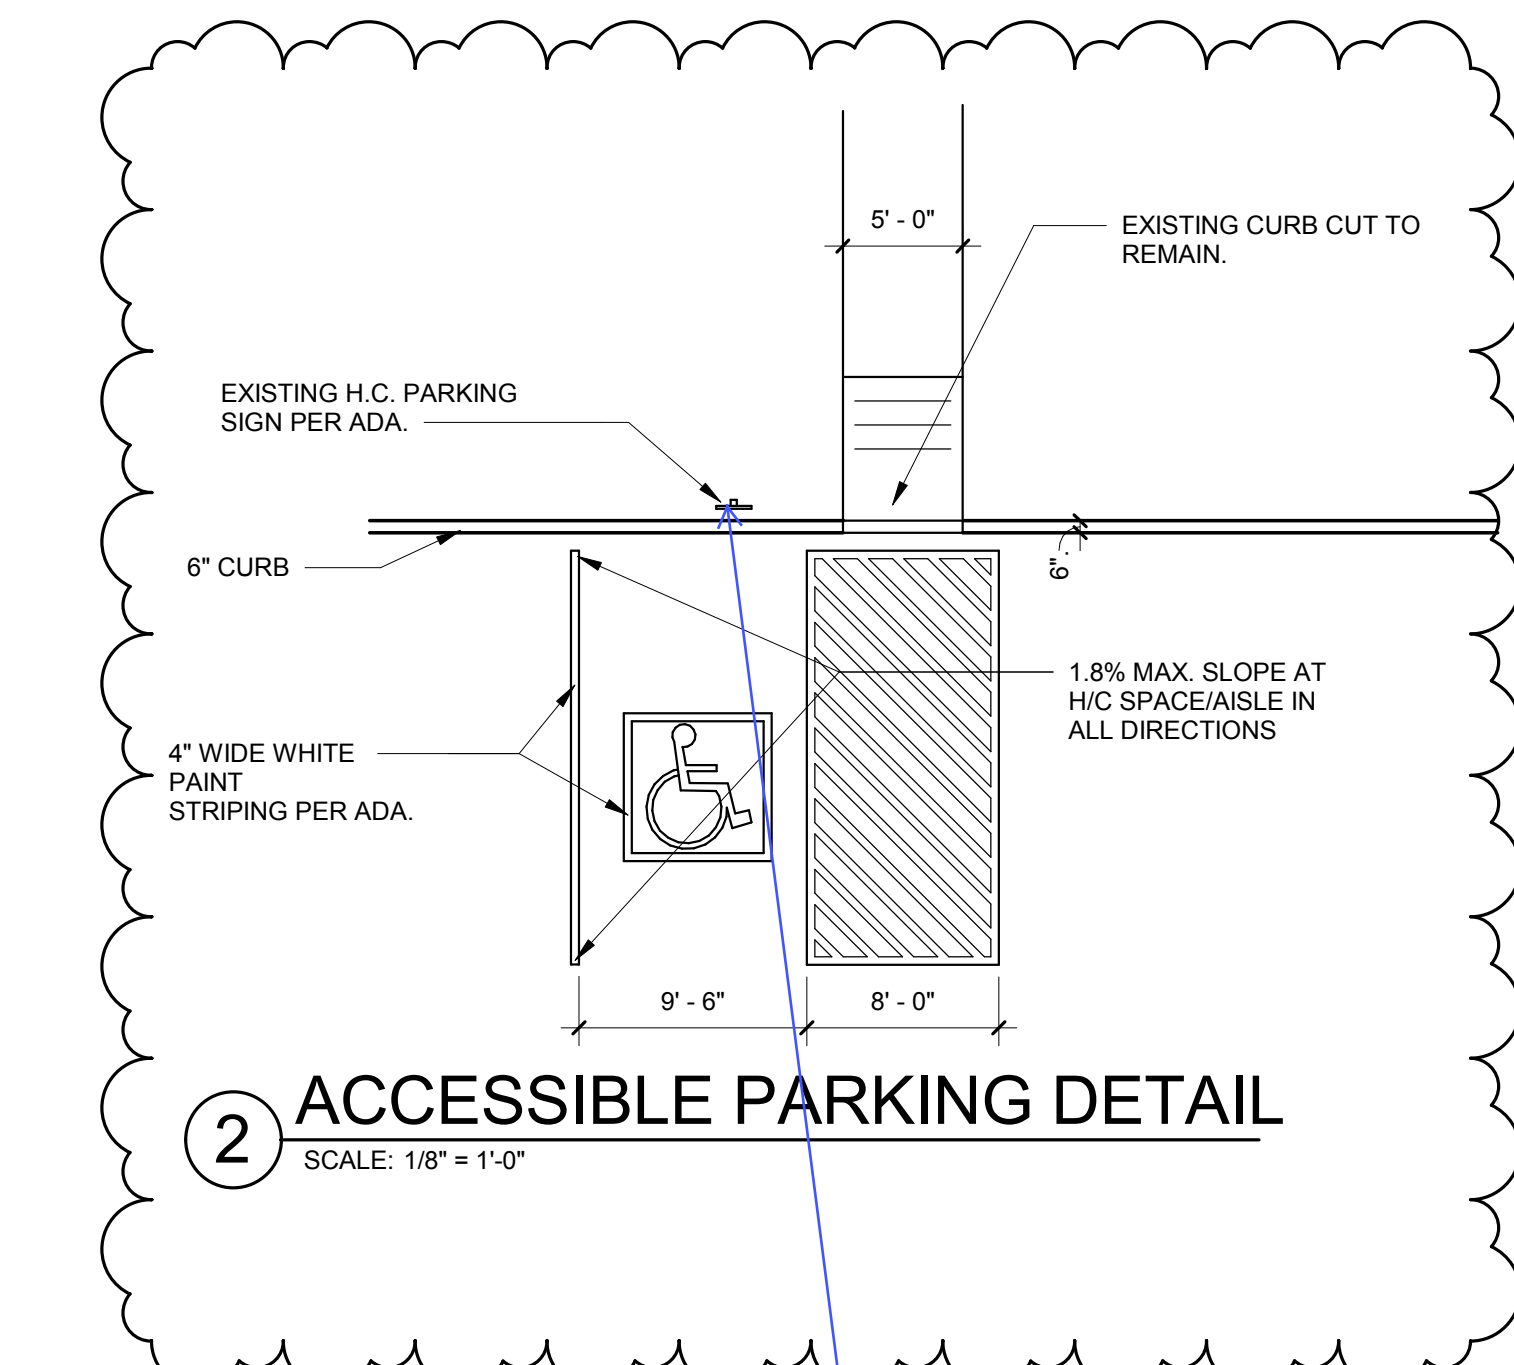 5' - 0"
EXISTING CURB CUT TO
REMAIN.
EXISTING H.C. PARKING
SIGN PER ADA.
6" CURB
6"
1.8% MAX. SLOPE AT
H/C SPACE/AISLE IN
ALL DIRECTIONS
4" WIDE WHITE
PAINT
STRIPING PER ADA.
9' - 6"
8' - 0"
2
ACCESSIBLE PARKING DETAIL
SCALE: 1/8" = 1'-0"